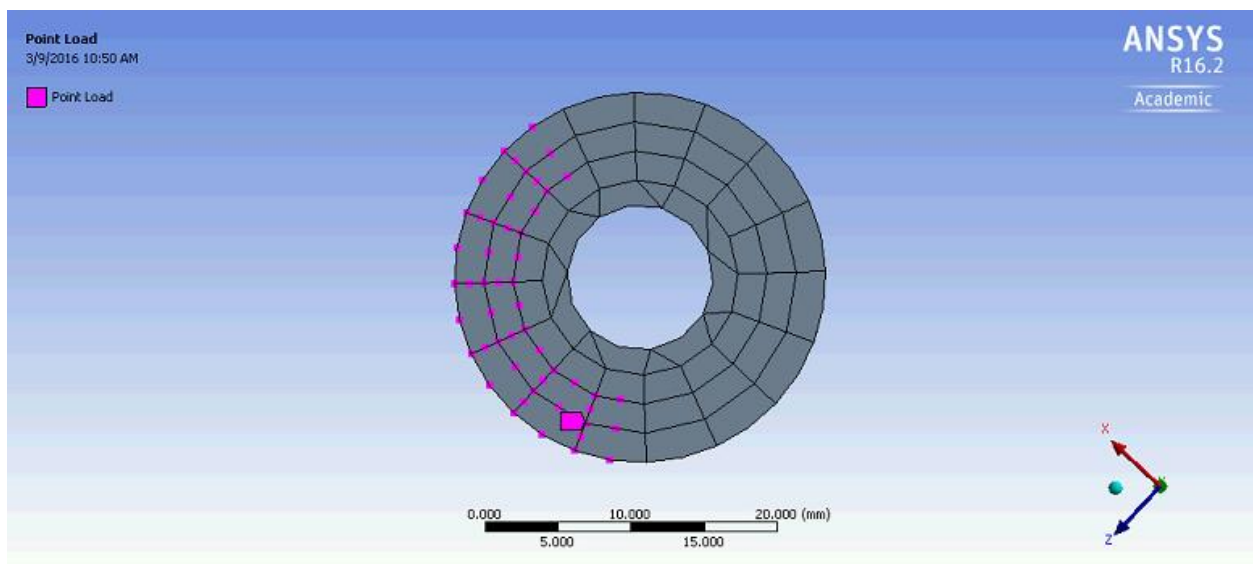 Point Load
3/9/2016 10:50 AM
Point Load
ANSYS
R16.2
Academic
0.000 10.000 20.000 (mm)
5.000 15.000
X
Z